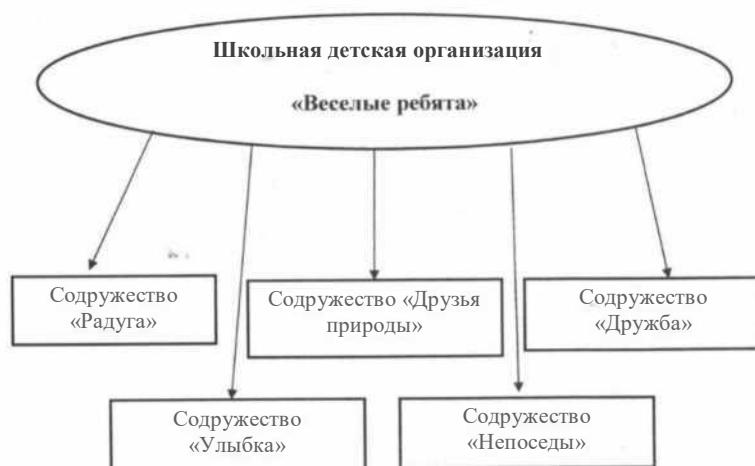 Школьная детская организация
«Веселые ребята»
Содружество
«Радуга»
Содружество «Друзья
природы»
Содружество
«Дружба»
Содружество
«Улыбка»
Содружество
«Непоседы»